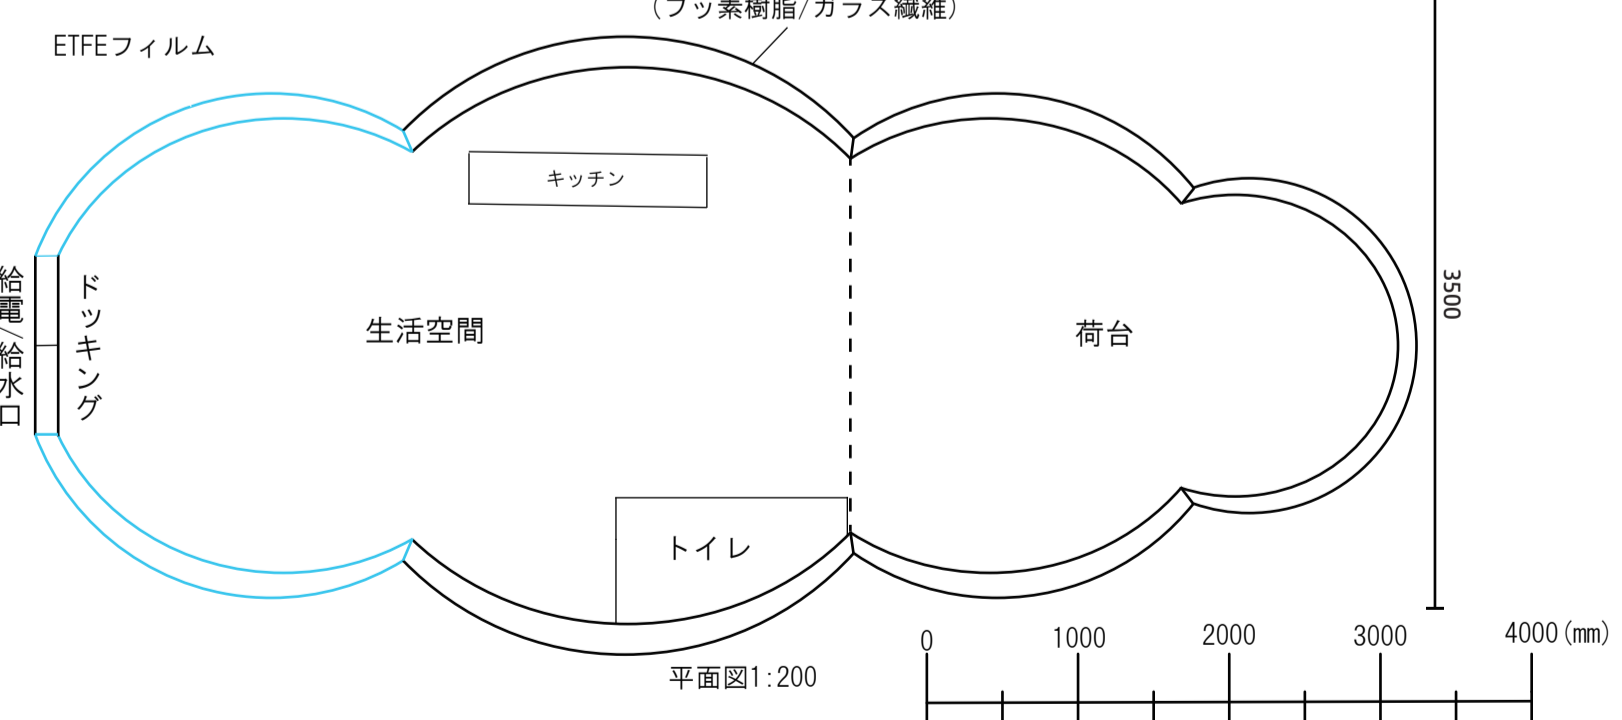 (フッ素樹脂/ガラス繊維)
ETFEフィルム
キッチン
給電/給水口
ドッキング
生活空間
荷台
3500
トイレ
平面図1:200
0 1000 2000 3000 4000(mm)